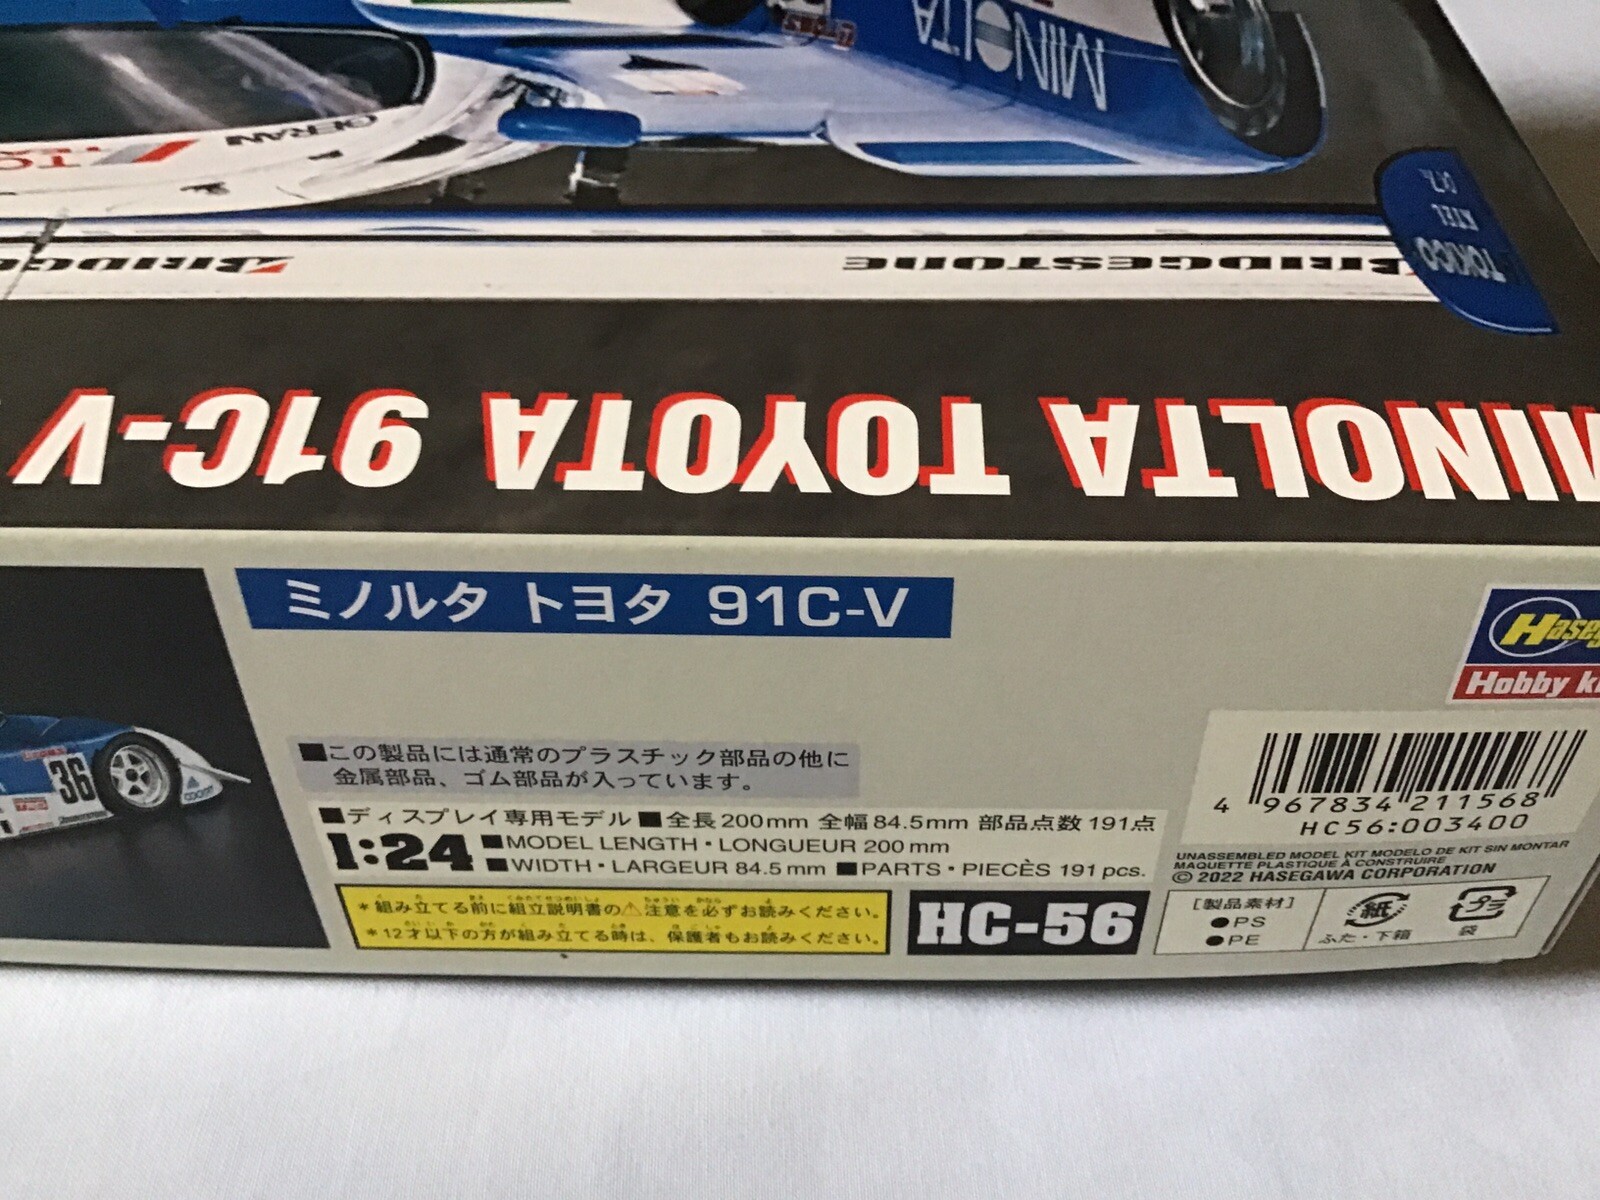 MINOLTA
GERAN
BRIDGESTONE
TOKICO
MINOLTA TOYOTA 91C-V
ミノルタ トヨタ 91C-V
Hobby
36
■この製品には通常のプラスチック部品の他に
金属部品、ゴム部品が入っています。
■ディスプレイ専用モデル ■全長200mm 全幅84.5mm 部品点数191点
1:24
■MODEL LENGTH・LONGUEUR 200mm
■WIDTH・LARGEUR 84.5mm ■PARTS・PIECÈS 191pcs.
*組み立てる前に組立説明書の⚠注意を必ずお読みください。
*12才以下の方が組み立てる時は、保護者もお読みください。
HC-56
4 967834 211568
HC56:003400
UNASSEMBLED MODEL KIT MODELO DE KIT SIN MONTAR
MAQUETTE PLASTIQUE À CONSTRUIRE
© 2022 HASEGAWA CORPORATION
[製品素材]
●PS
●PE
紙
ふた・下箱
プラ
袋